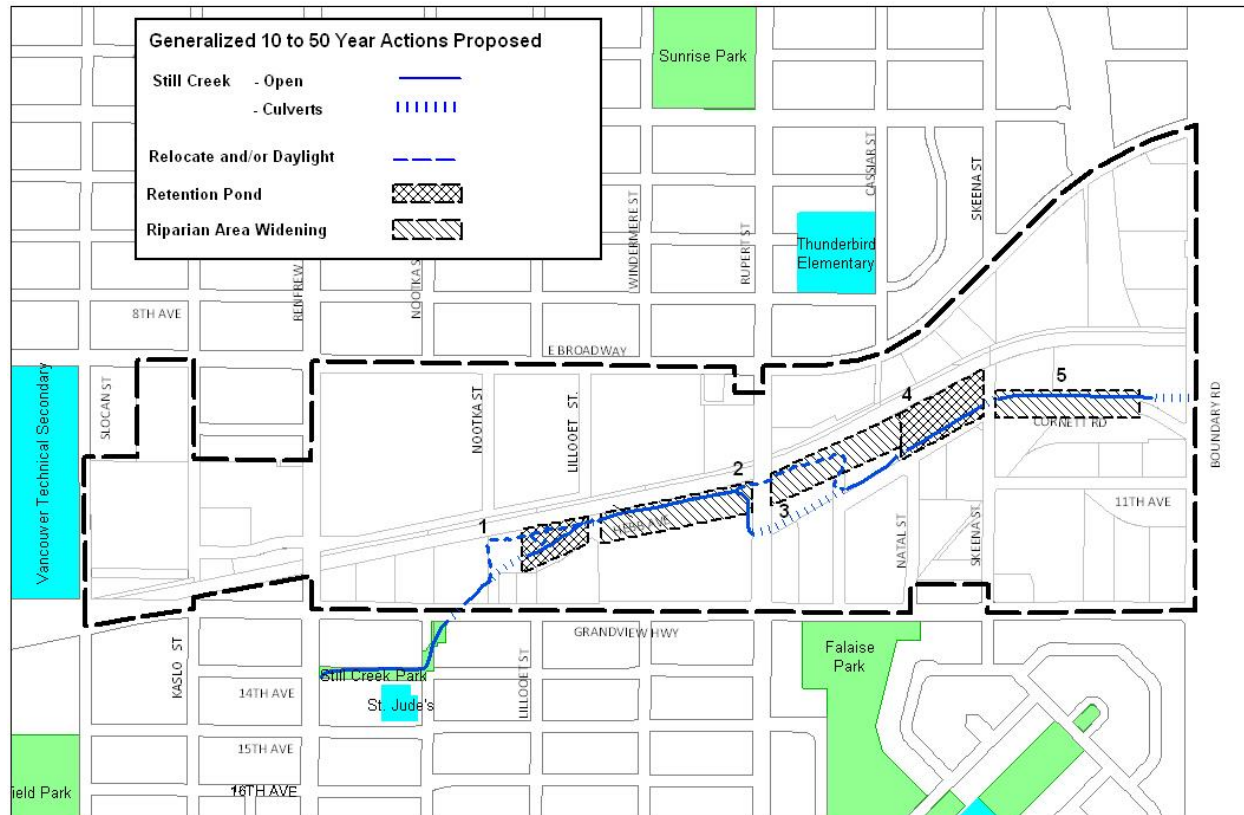 Generalized 10 to 50 Year Actions Proposed
Still Creek - Open
- Culverts
Relocate and/or Daylight
Retention Pond
Riparian Area Widening
Sunrise Park
CASSIAR ST
SKEENA ST
WINDERMERE ST
RUPERT ST
Thunderbird
Elementary
RENFREW
NOOTKA S
8TH AVE
E BROADWAY
Vancouver Technical Secondary
SLOCAN ST
NOOTKA ST
LILLOOET ST.
4
5
CORNETT RD
BOUNDARY RD
2
1
3
HEBB AVE
11TH AVE
NATAL ST
SKEENA ST.
GRANDVIEW HWY
KASLO ST
Still Creek Park
14TH AVE
St. Jude's
LILLOOET ST
Falaise
Park
15TH AVE
16TH AVE
ield Park